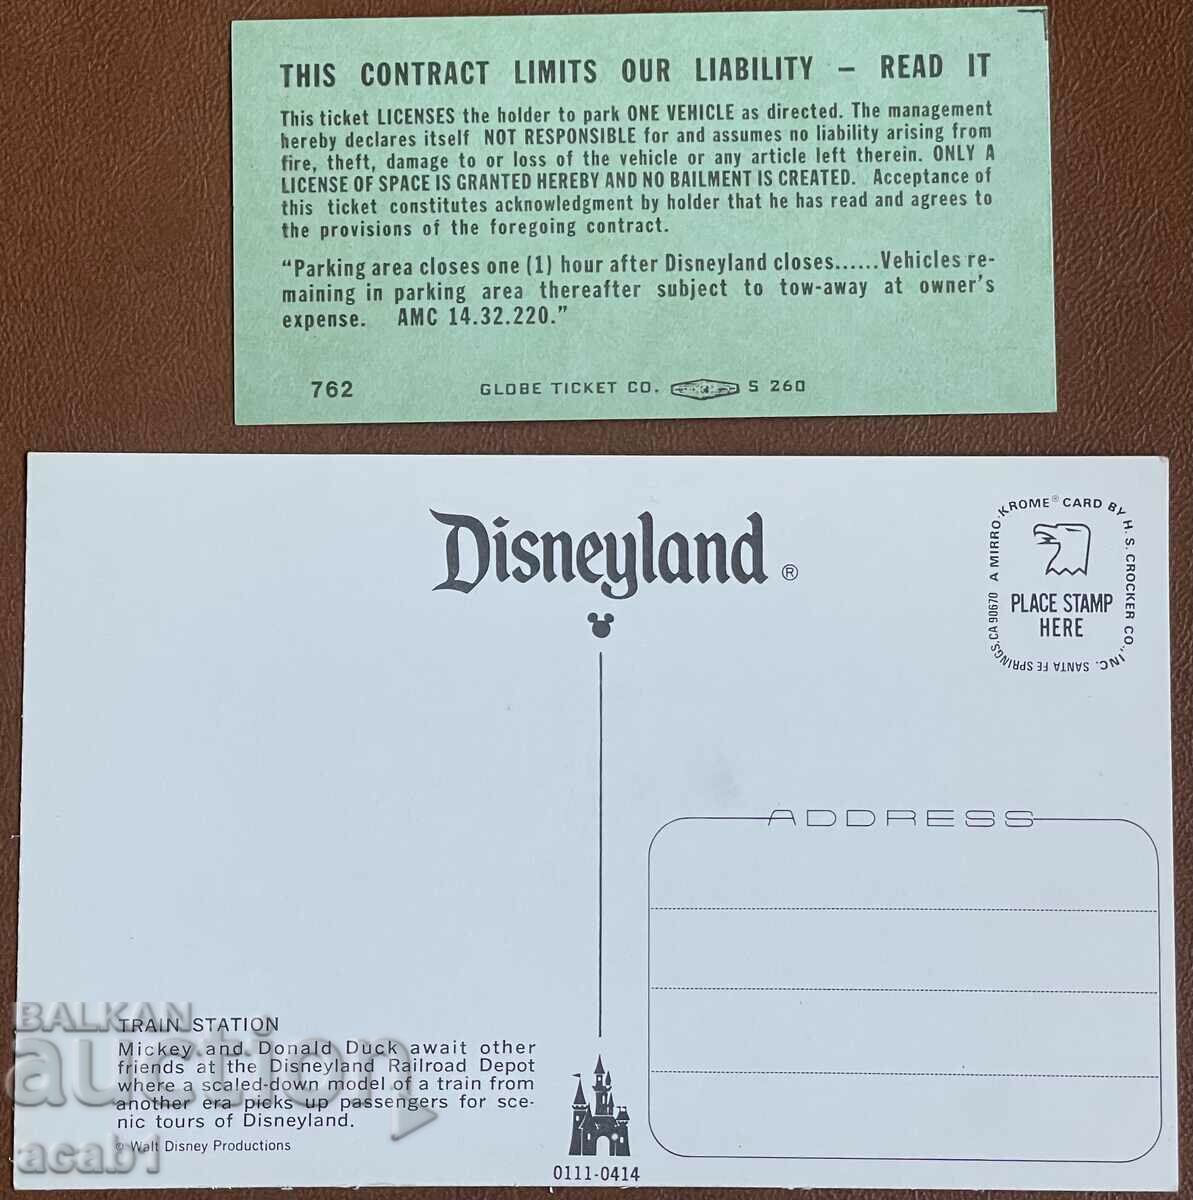 THIS CONTRACT LIMITS OUR LIABILITY – READ IT
This ticket LICENSES the holder to park ONE VEHICLE as directed. The management
hereby declares itself NOT RESPONSIBLE for and assumes no liability arising from
fire, theft, damage to or loss of the vehicle or any article left therein. ONLY A
LICENSE OF SPACE IS GRANTED HEREBY AND NO BAILMENT IS CREATED. Acceptance of
this ticket constitutes acknowledgment by holder that he has read and agrees to
the provisions of the foregoing contract.
“Parking area closes one (1) hour after Disneyland closes......Vehicles re-
maining in parking area thereafter subject to tow-away at owner's
expense. AMC 14.32.220.”
762 GLOBE TICKET CO. S 260
Disneyland ®
A MIRRO-KROME® CARD BY H. S. CROCKER CO., INC. SANTA FE SPRINGS, CA 90670
PLACE STAMP
HERE
ADDRESS
TRAIN STATION
Mickey and Donald Duck await other
friends at the Disneyland Railroad Depot
where a scaled-down model of a train from
another era picks up passengers for sce-
nic tours of Disneyland.
© Walt Disney Productions
0111-0414
BALKAN
auction
acab1